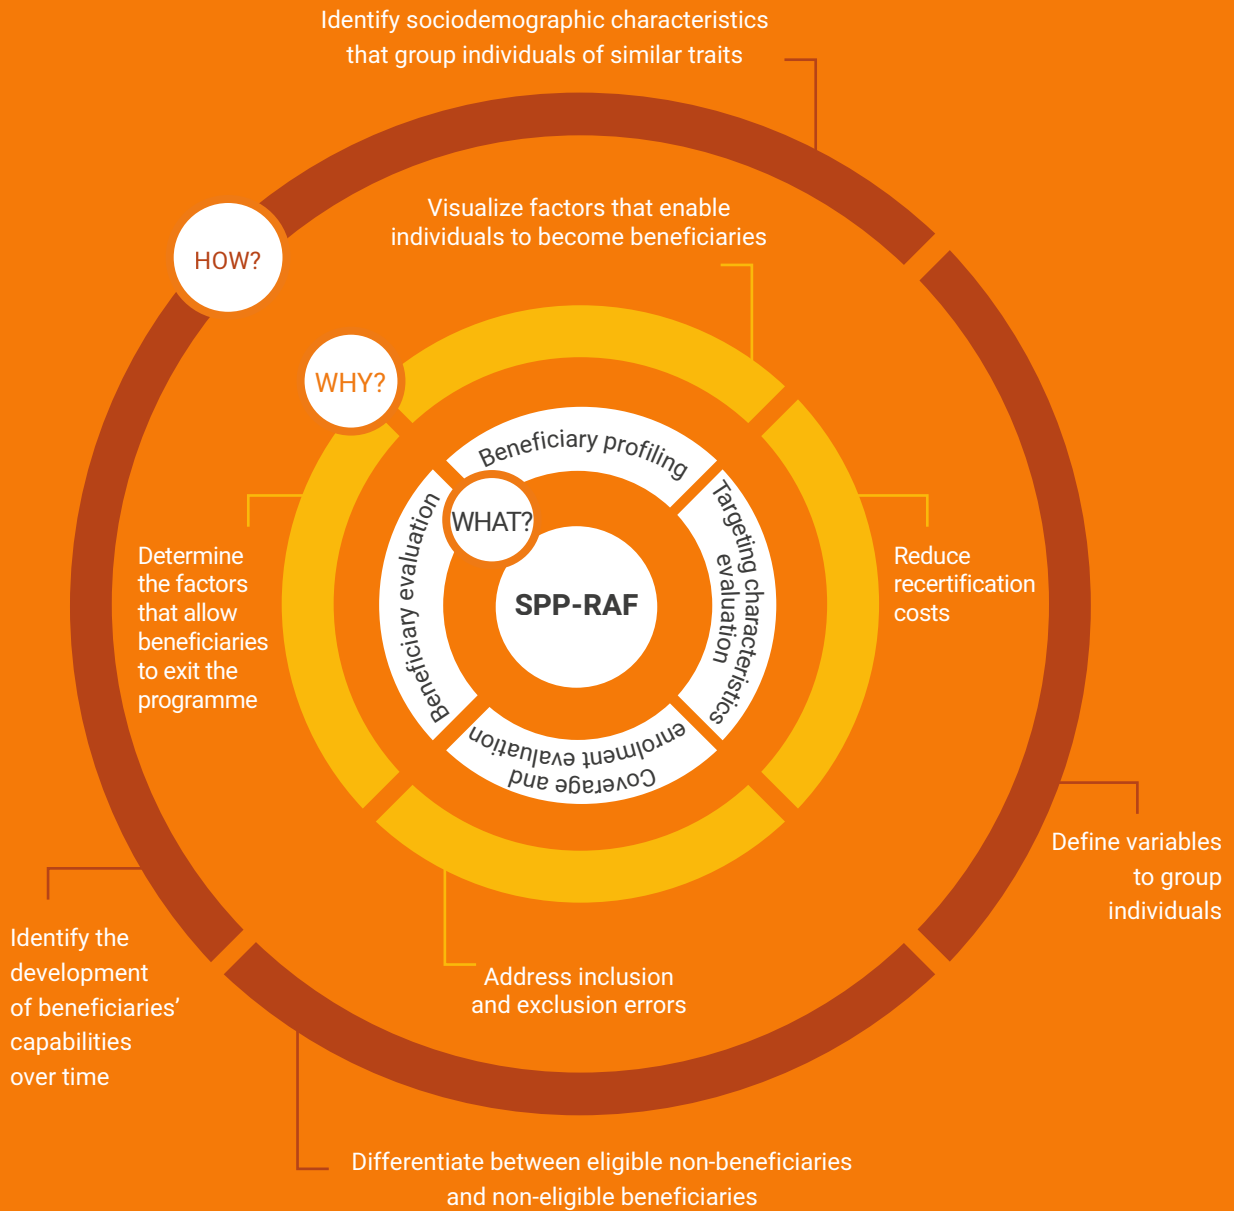 Identify sociodemographic characteristics
that group individuals of similar traits
Visualize factors that enable
individuals to become beneficiaries
HOW?
WHY?
WHAT?
Beneficiary profiling
Targeting characteristics
evaluation
Coverage and
enrolment evaluation
Beneficiary evaluation
SPP-RAF
Determine
the factors
that allow
beneficiaries
to exit the
programme
Reduce
recertification
costs
Define variables
to group
individuals
Identify the
development
of beneficiaries’
capabilities
over time
Address inclusion
and exclusion errors
Differentiate between eligible non-beneficiaries
and non-eligible beneficiaries